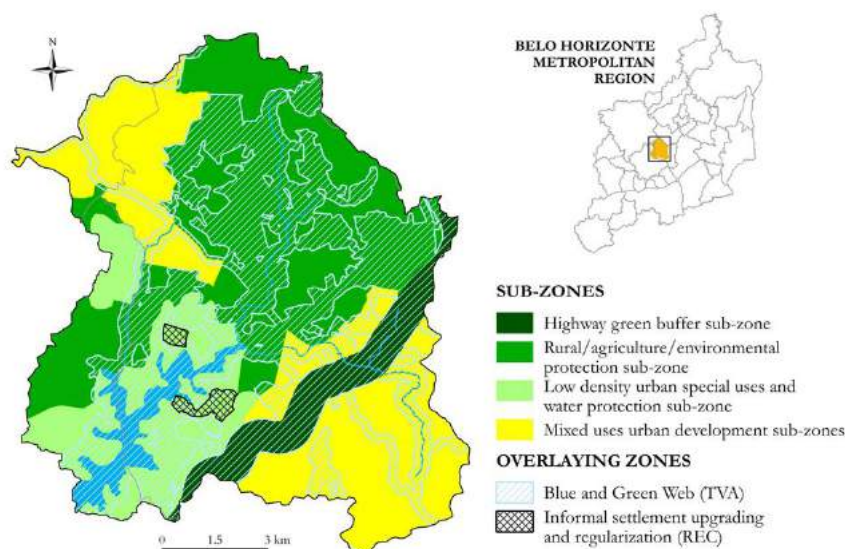 N
BELO HORIZONTE
METROPOLITAN
REGION
SUB-ZONES
Highway green buffer sub-zone
Rural/agriculture/environmental
protection sub-zone
Low density urban special uses and
water protection sub-zone
Mixed uses urban development sub-zones
OVERLAYING ZONES
Blue and Green Web (TVA)
Informal settlement upgrading
and regularization (REC)
0 1.5 3 km